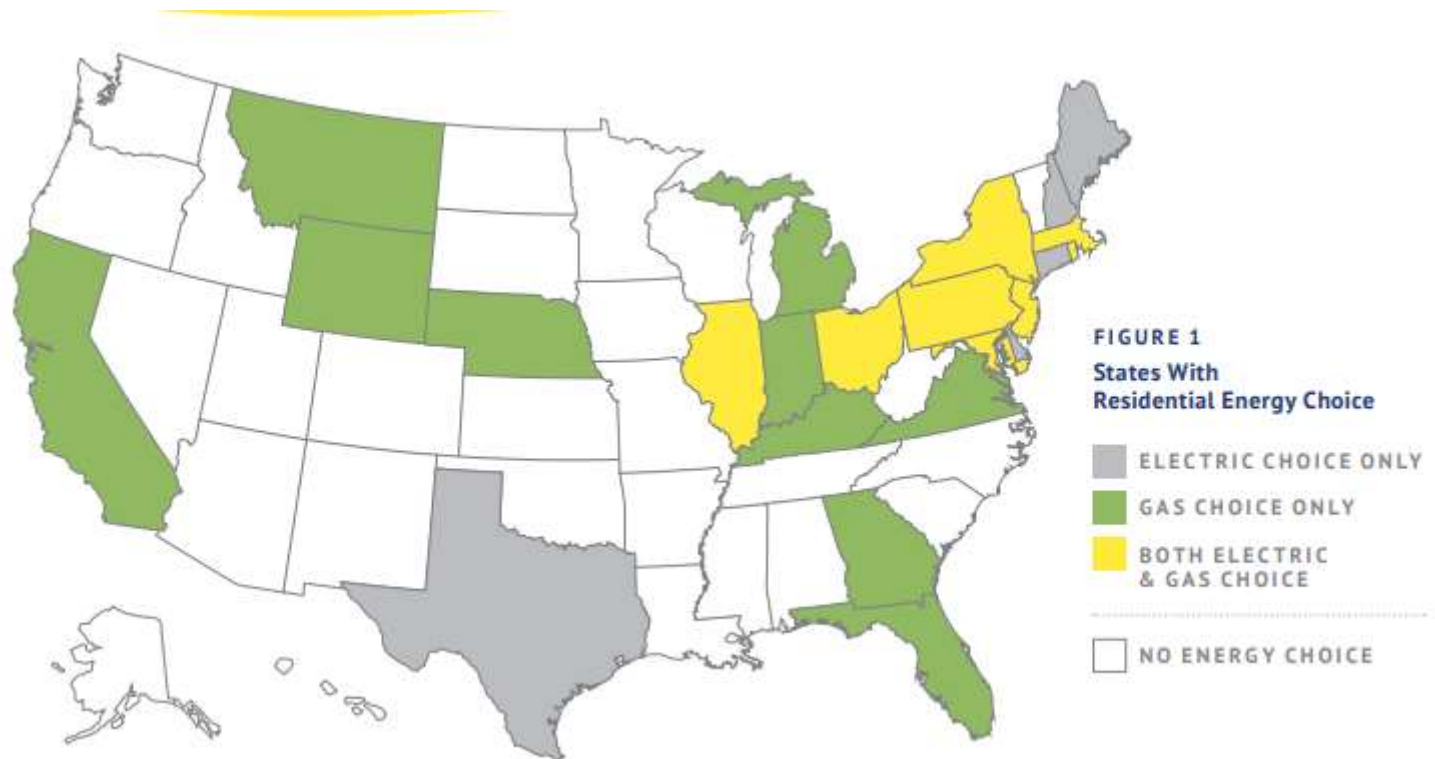 FIGURE 1
States With
Residential Energy Choice
ELECTRIC CHOICE ONLY
GAS CHOICE ONLY
BOTH ELECTRIC
& GAS CHOICE
NO ENERGY CHOICE